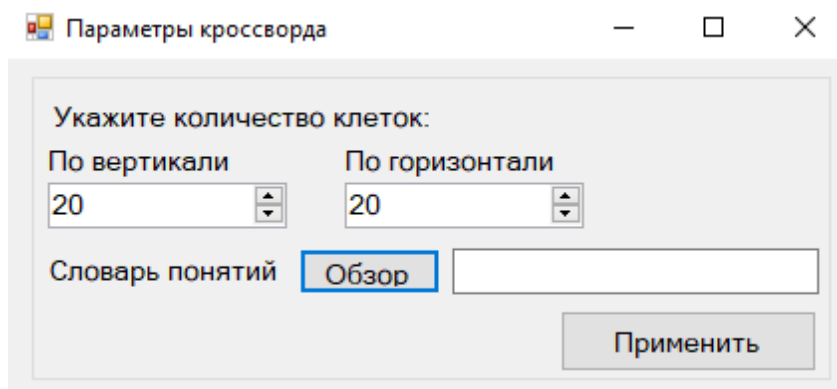 Параметры кроссворда
Укажите количество клеток:
По вертикали По горизонтали
20 20
Словарь понятий Обзор
Применить